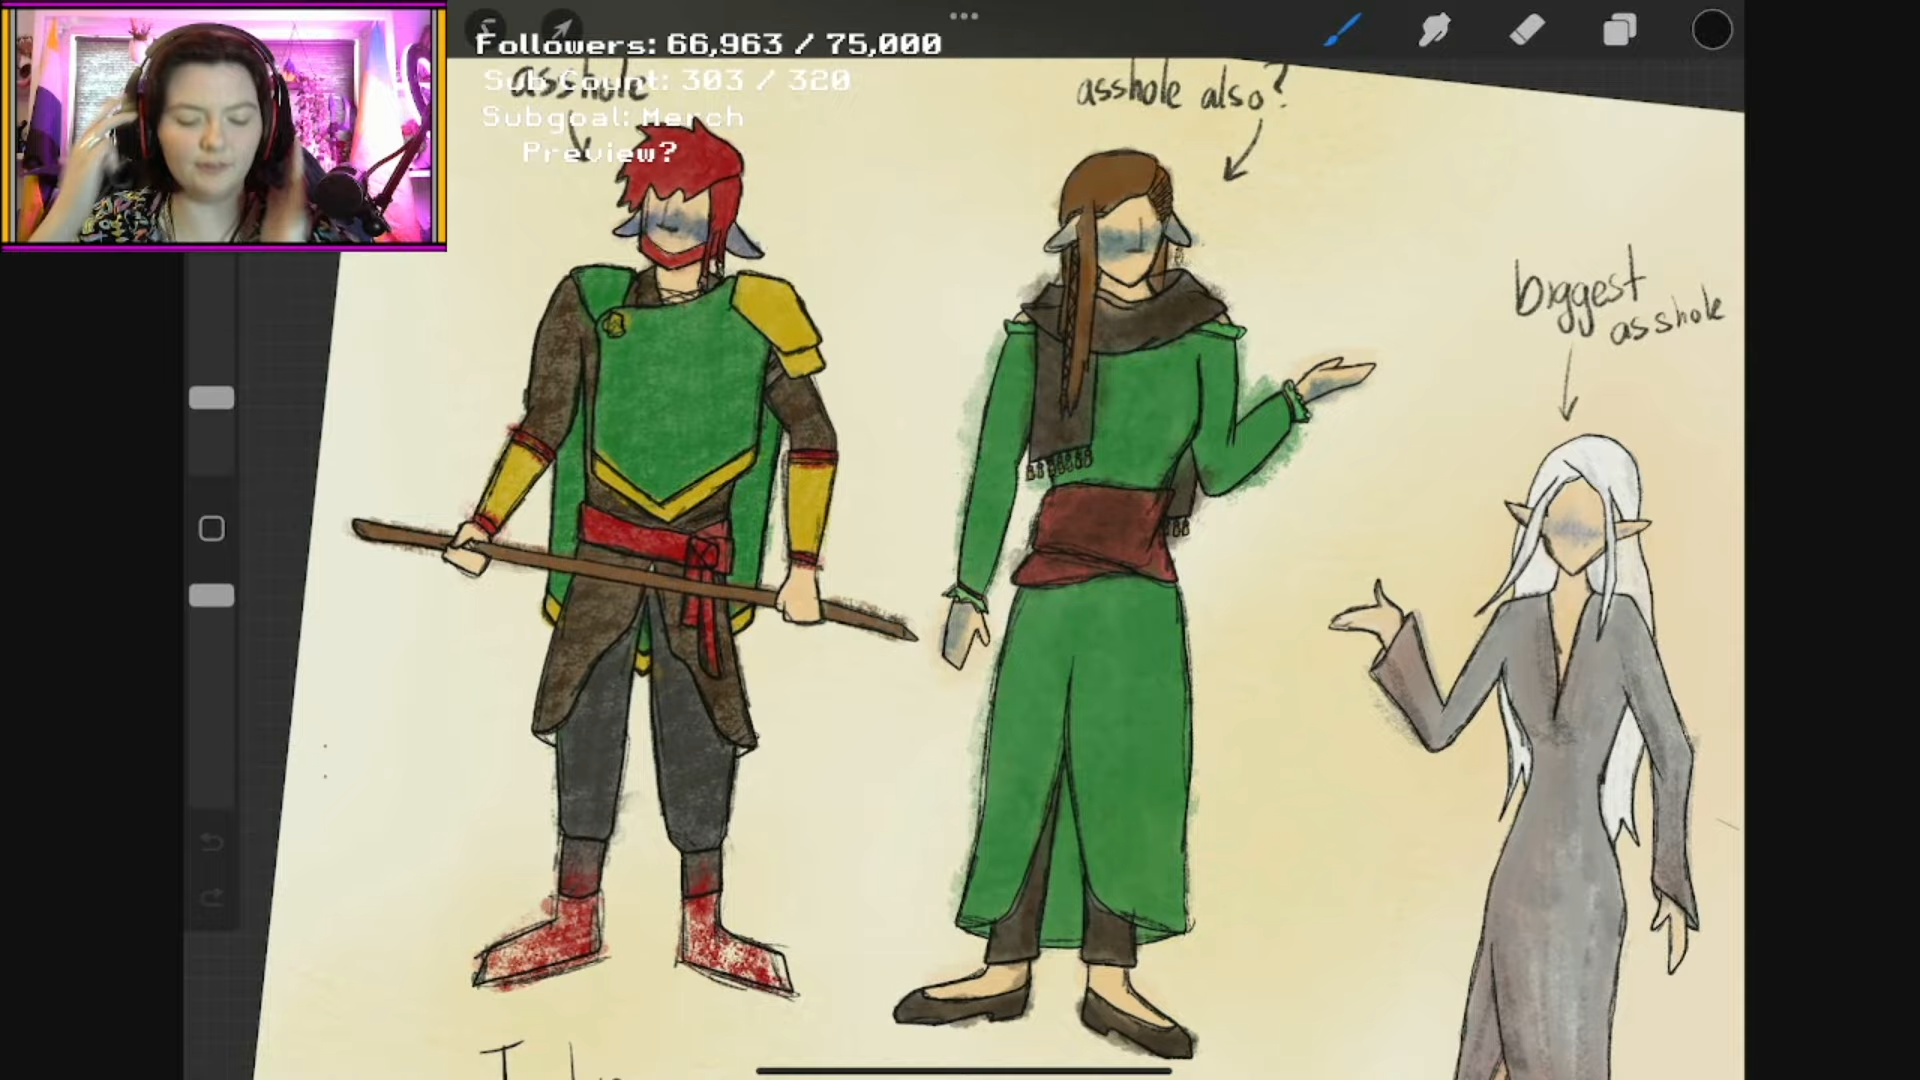 Followers: 66,963 / 75,000
Sub Count: 303 / 320
Subgoal: Merch
Preview?
asshole
asshole also?
biggest
asshole